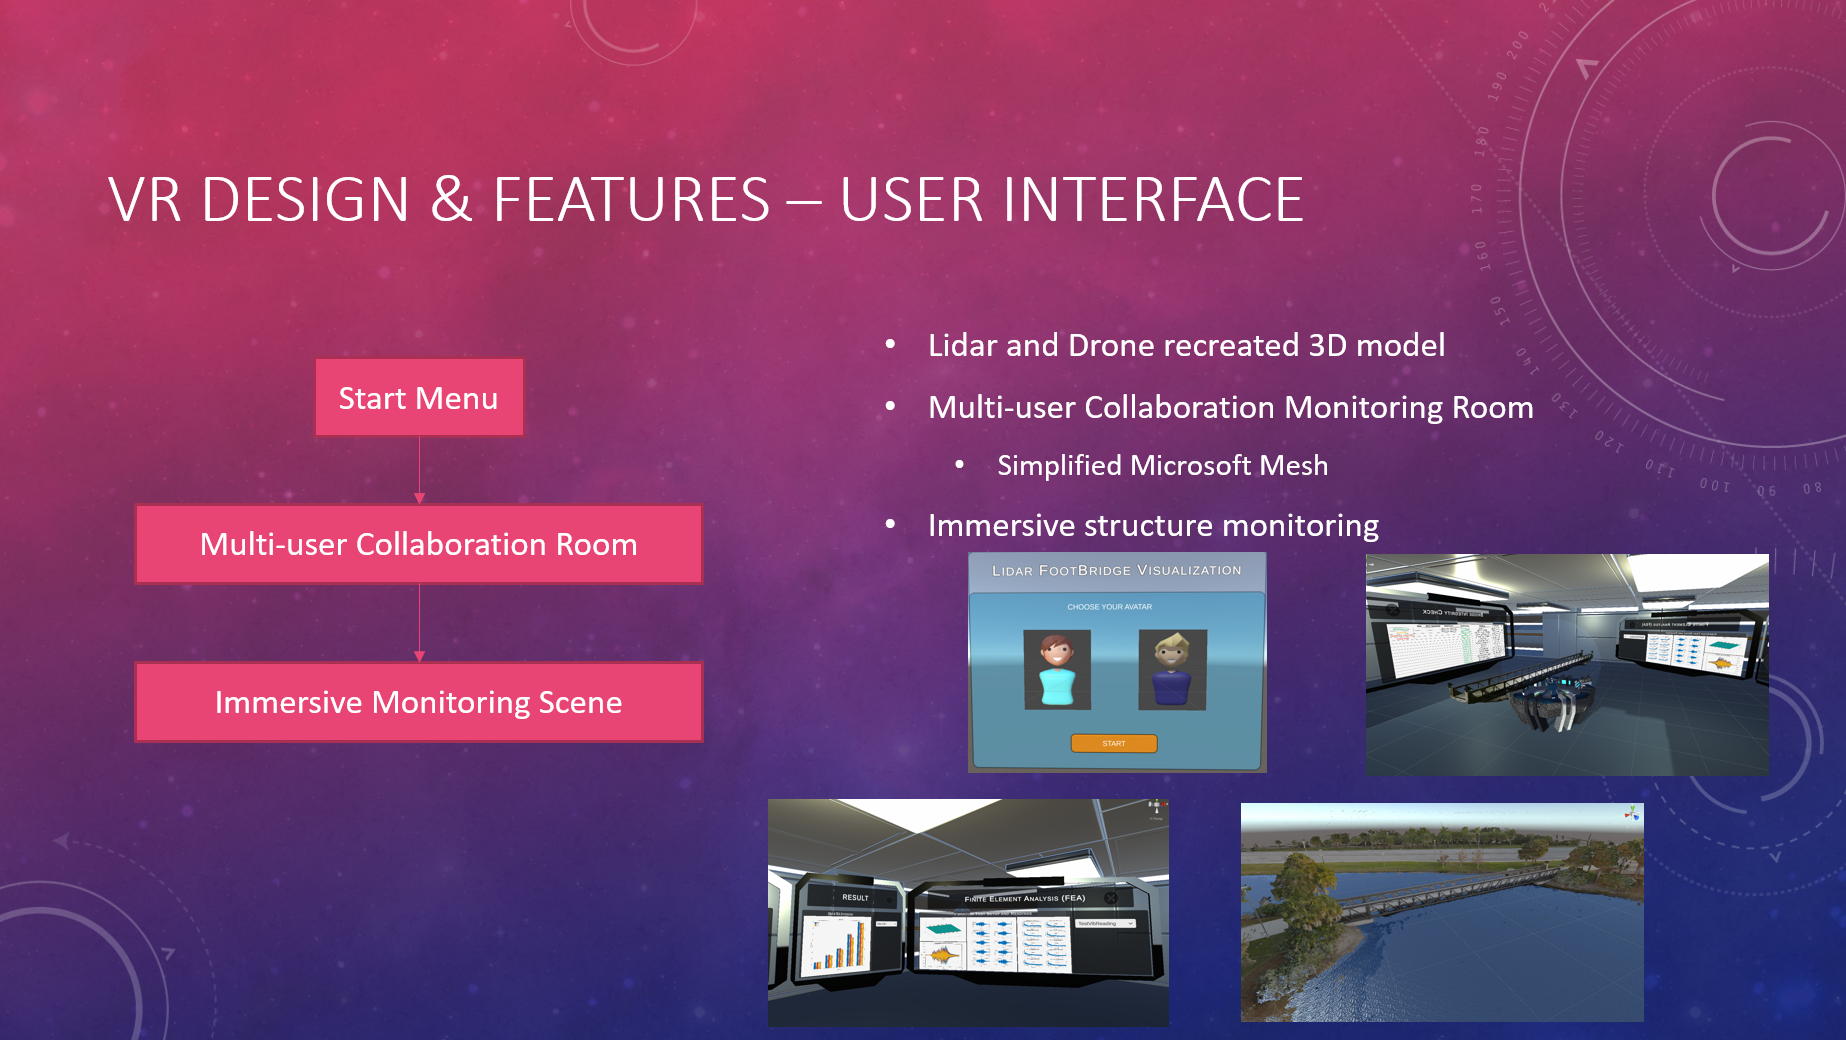 VR DESIGN & FEATURES – USER INTERFACE
Start Menu
Multi-user Collaboration Room
Immersive Monitoring Scene
• Lidar and Drone recreated 3D model
• Multi-user Collaboration Monitoring Room
• Simplified Microsoft Mesh
• Immersive structure monitoring
LIDAR FOOTBRIDGE VISUALIZATION
CHOOSE YOUR AVATAR
START
RESULT
FINITE ELEMENT ANALYSIS (FEA)
TestVibReading
200
190
180
170
160
150
140
130
120
110
100
90
80